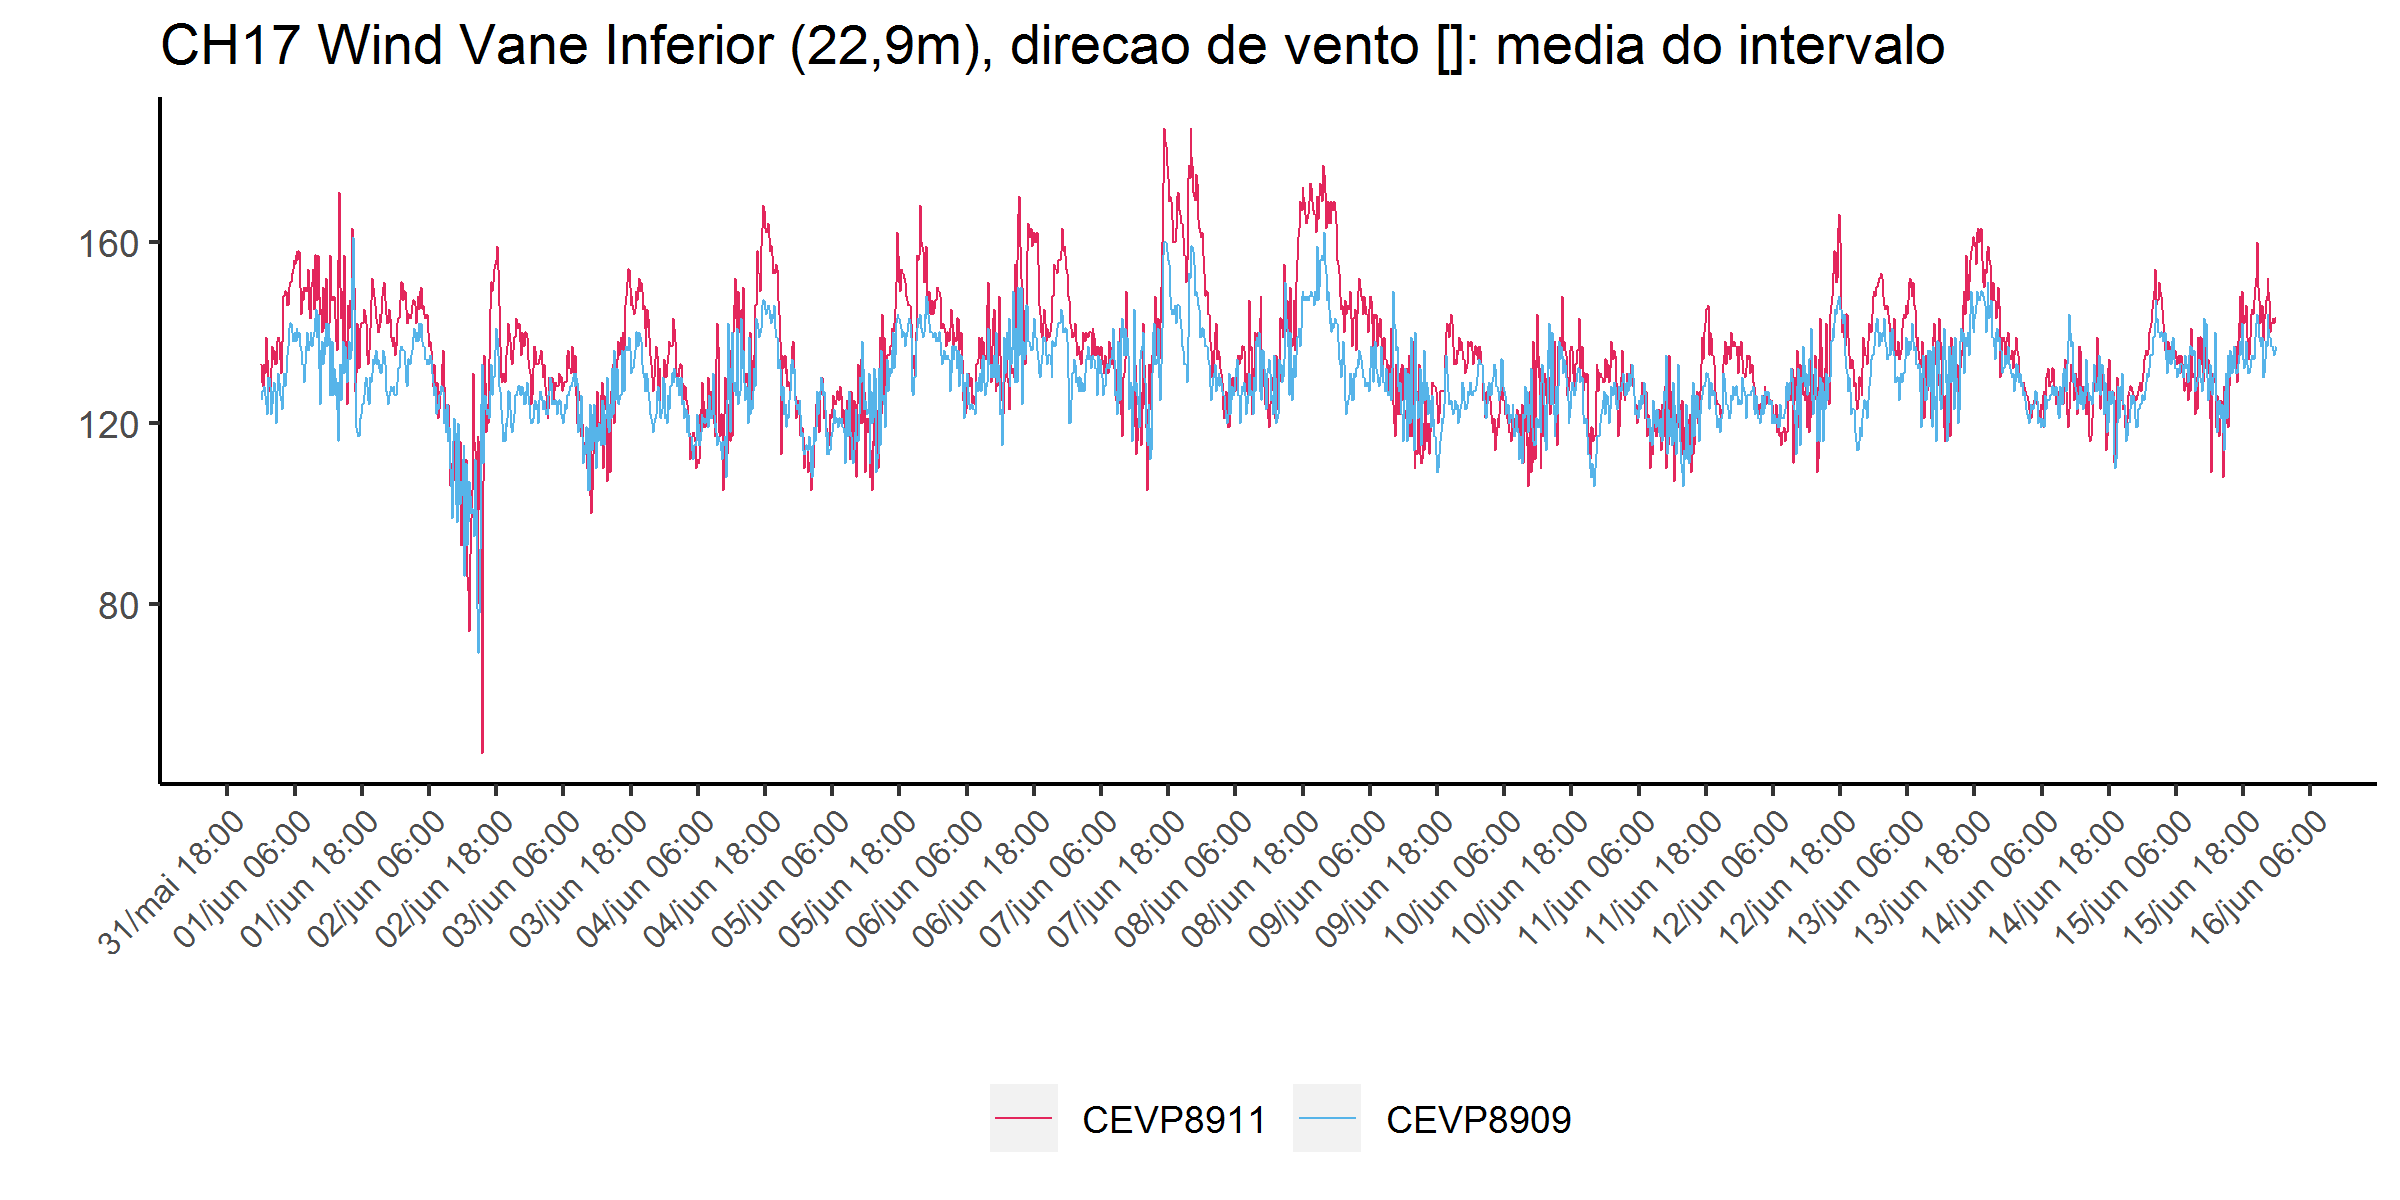 CH17 Wind Vane Inferior (22,9m), direcao de vento []: media do intervalo
160
120
80
31/mai 18:00
01/jun 06:00
01/jun 18:00
02/jun 06:00
02/jun 18:00
03/jun 06:00
03/jun 18:00
04/jun 06:00
04/jun 18:00
05/jun 06:00
05/jun 18:00
06/jun 06:00
06/jun 18:00
07/jun 06:00
07/jun 18:00
08/jun 06:00
08/jun 18:00
09/jun 06:00
09/jun 18:00
10/jun 06:00
10/jun 18:00
11/jun 06:00
11/jun 18:00
12/jun 06:00
12/jun 18:00
13/jun 06:00
13/jun 18:00
14/jun 06:00
14/jun 18:00
15/jun 06:00
15/jun 18:00
16/jun 06:00
CEVP8911
CEVP8909